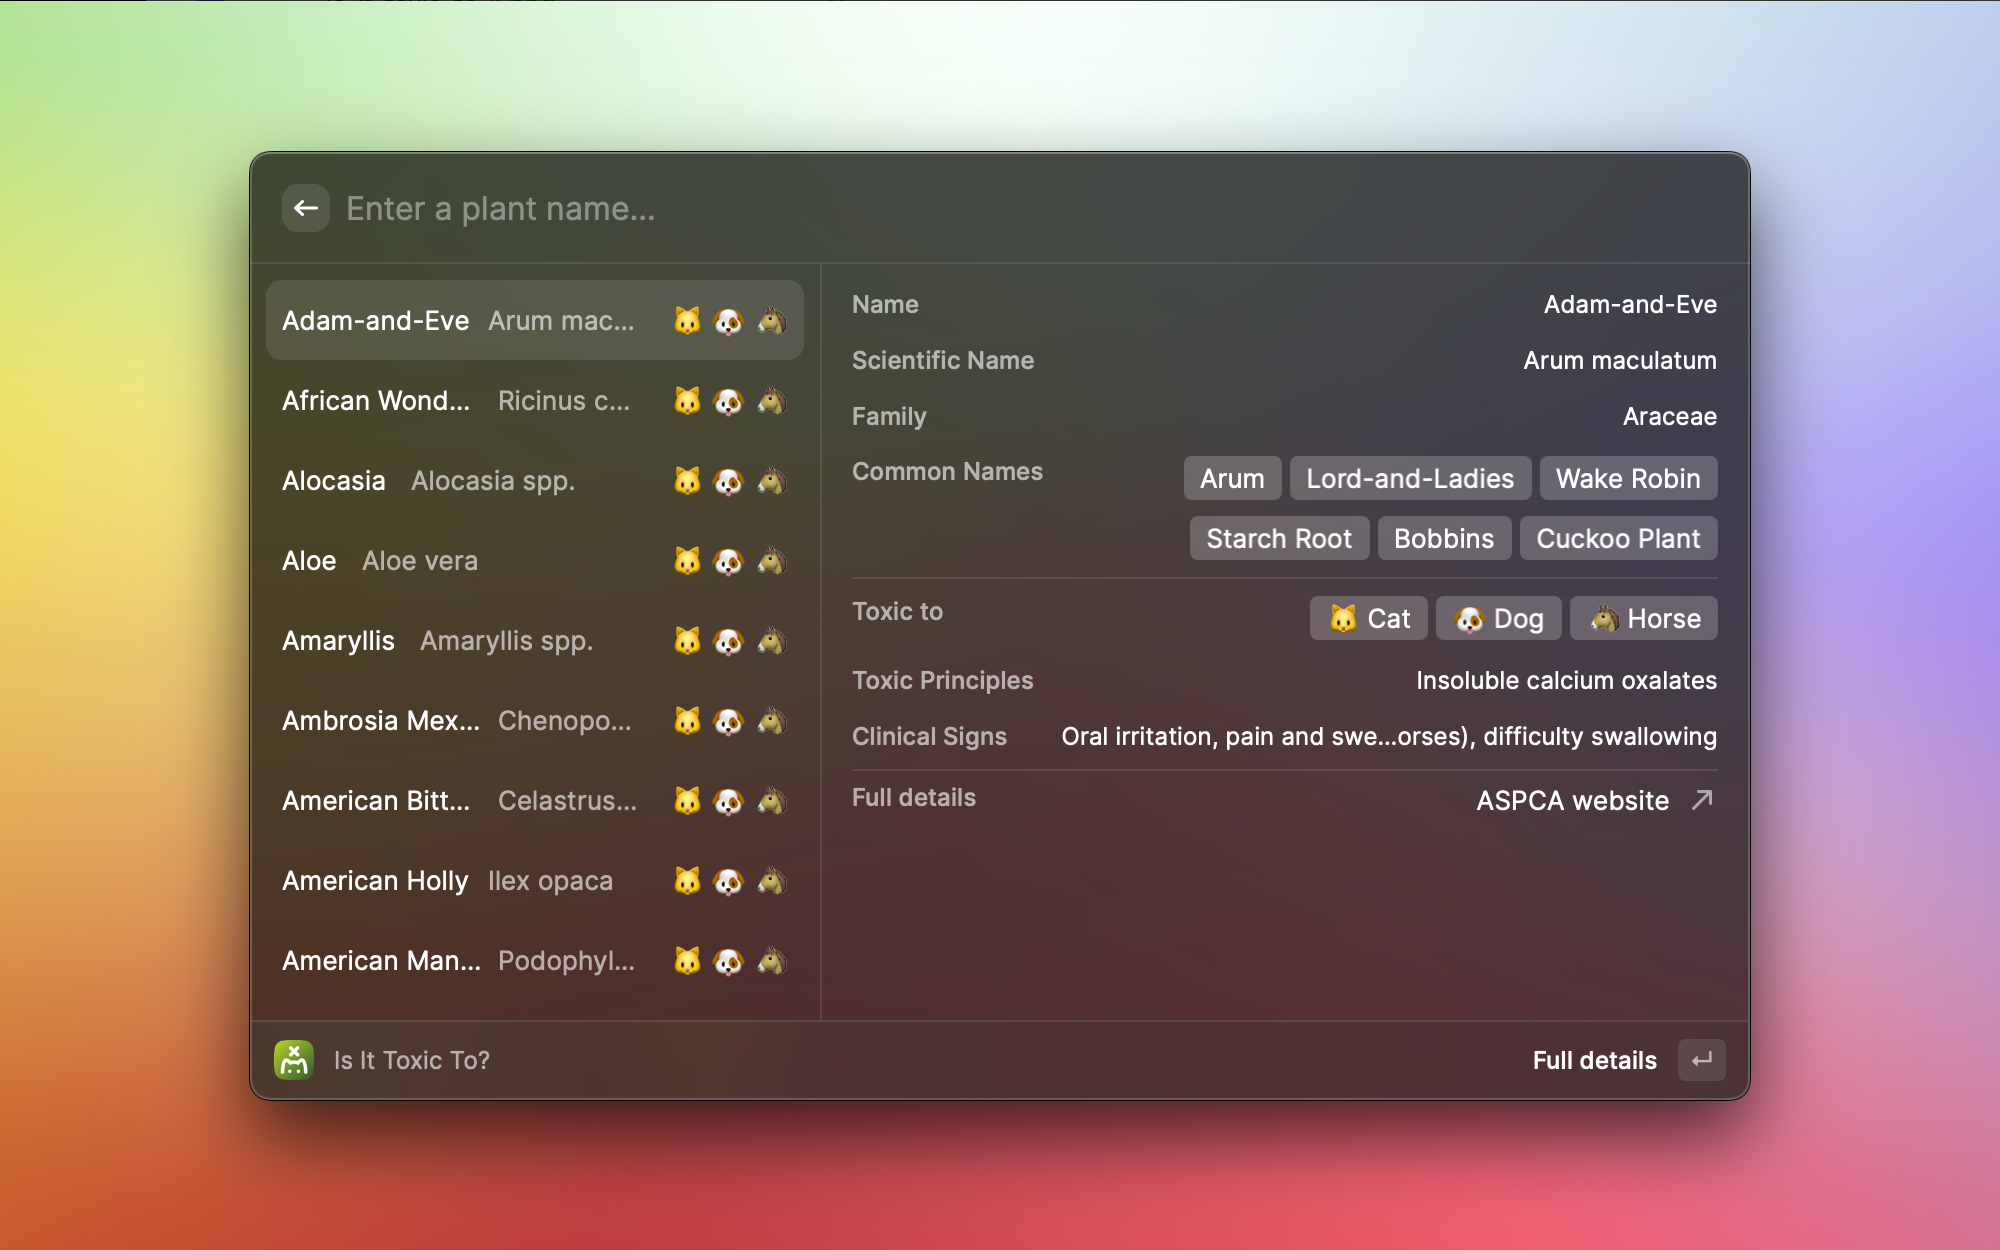 Enter a plant name...
Adam-and-Eve Arum mac...
African Wond... Ricinus c...
Alocasia Alocasia spp.
Aloe Aloe vera
Amaryllis Amaryllis spp.
Ambrosia Mex... Chenopo...
American Bitt... Celastrus...
American Holly Ilex opaca
American Man... Podophyl...
Name Adam-and-Eve
Scientific Name Arum maculatum
Family Araceae
Common Names Arum Lord-and-Ladies Wake Robin
Starch Root Bobbins Cuckoo Plant
Toxic to Cat Dog Horse
Toxic Principles Insoluble calcium oxalates
Clinical Signs Oral irritation, pain and swe...orses), difficulty swallowing
Full details ASPCA website
Is It Toxic To? Full details